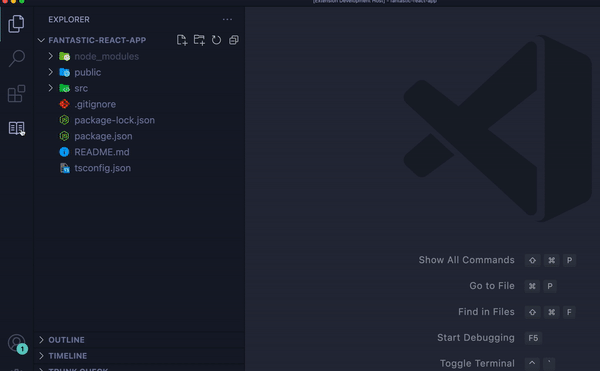 [Extension Development Host] - fantastic-react-app
EXPLORER
FANTASTIC-REACT-APP
node_modules
public
src
.gitignore
package-lock.json
package.json
README.md
tsconfig.json
OUTLINE
TIMELINE
TRUNK CHECK
1
Show All Commands ⇧ ⌘ P
Go to File ⌘ P
Find in Files ⇧ ⌘ F
Start Debugging F5
Toggle Terminal ^ `